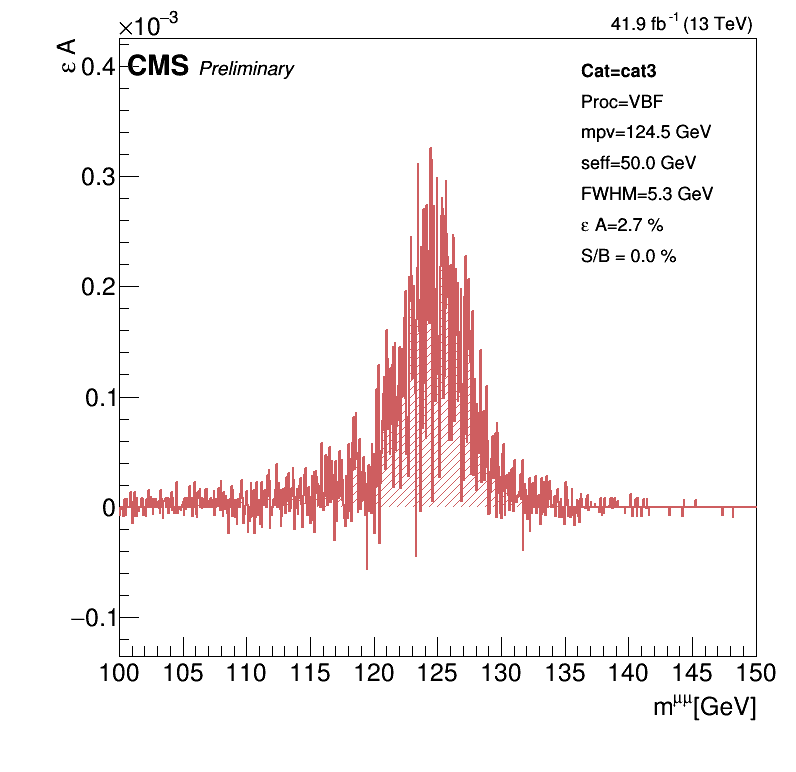 ×10⁻³
41.9 fb⁻¹ (13 TeV)
ε A
CMS Preliminary
Cat=cat3
Proc=VBF
mpv=124.5 GeV
seff=50.0 GeV
FWHM=5.3 GeV
ε A=2.7 %
S/B = 0.0 %
0.4
0.3
0.2
0.1
0
−0.1
100 105 110 115 120 125 130 135 140 145 150
m^μμ[GeV]